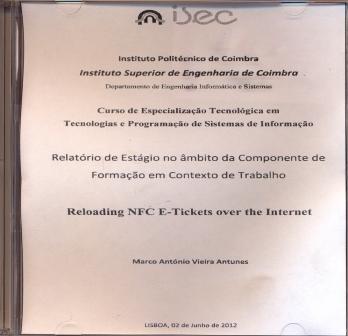 isec
Instituto Politécnico de Coimbra
Instituto Superior de Engenharia de Coimbra
Departamento de Engenharia Informática e Sistemas
Curso de Especialização Tecnológica em
Tecnologias e Programação de Sistemas de Informação
Relatório de Estágio no âmbito da Componente de
Formação em Contexto de Trabalho
Reloading NFC E-Tickets over the Internet
Marco António Vieira Antunes
LISBOA, 02 de Junho de 2012